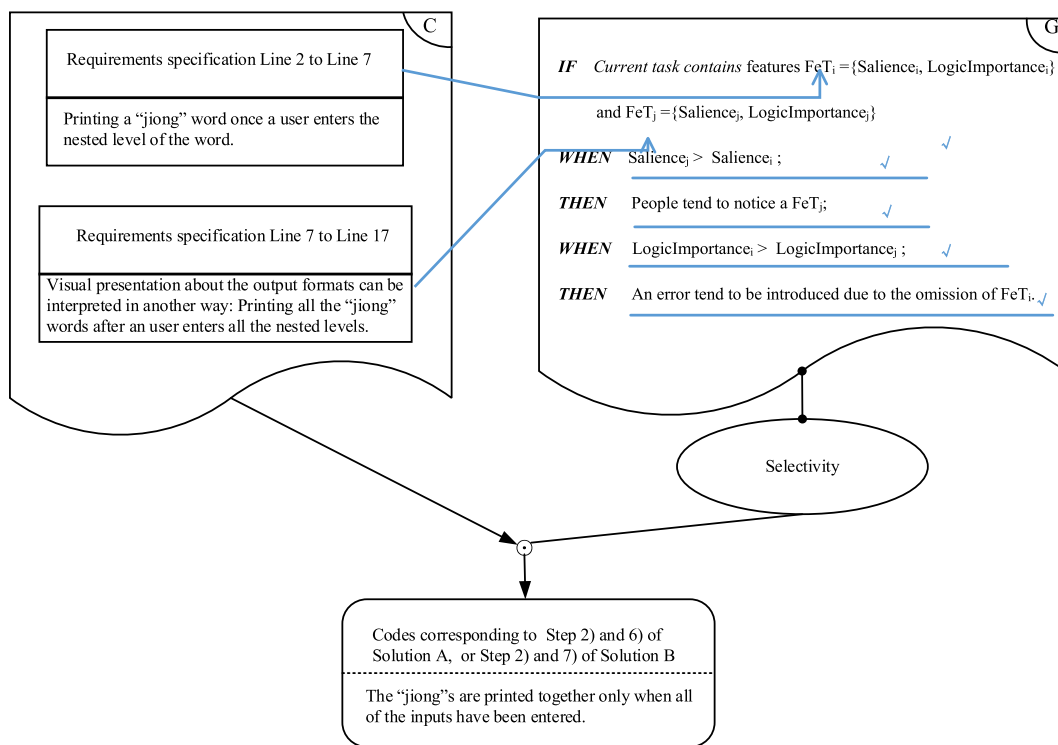 C
Requirements specification Line 2 to Line 7
Printing a “jiong” word once a user enters the
nested level of the word.
Requirements specification Line 7 to Line 17
Visual presentation about the output formats can be
interpreted in another way: Printing all the “jiong”
words after an user enters all the nested levels.
G
IF Current task contains features FeTi ={Saliencei, LogicImportancei}
and FeTj ={Saliencej, LogicImportancej}
WHEN Saliencej > Saliencei ; √ √
THEN People tend to notice a FeTj; √
WHEN LogicImportancei > LogicImportancej ; √
THEN An error tend to be introduced due to the omission of FeTi. √
Selectivity
Codes corresponding to Step 2) and 6) of
Solution A, or Step 2) and 7) of Solution B
The “jiong”s are printed together only when all
of the inputs have been entered.